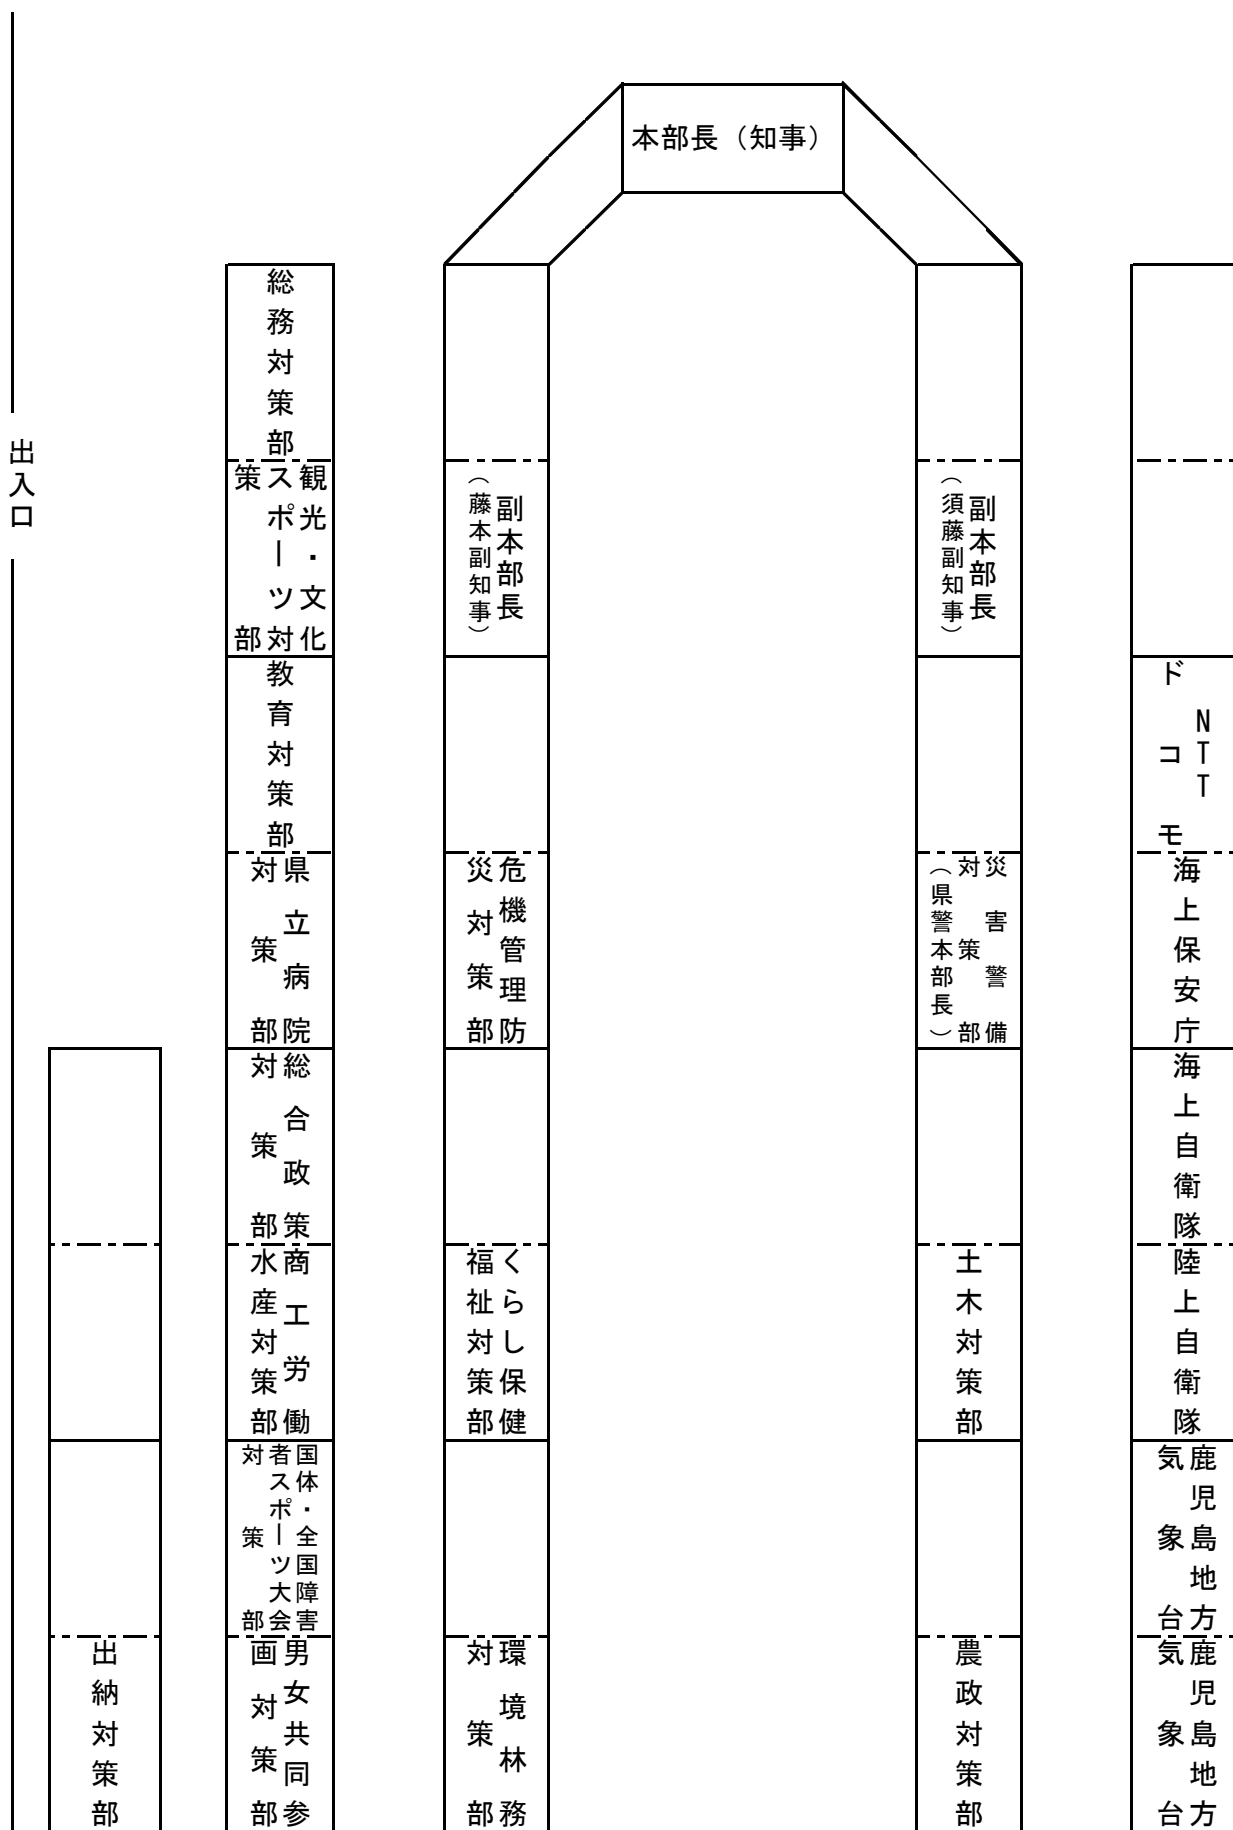 本部長（知事）
出入口
総務対策部
観光・文化
スポーツ対
策部
教育対策部
県立病院
対策部
総合政策
対策部
商工労働
水産対策部
国体・全国障害
者スポーツ大会
対策部
男女共同参
画対策部
出納対策部
副本部長
（藤本副知事）
危機管理防
災対策部
くらし保健
福祉対策部
環境林務
対策部
副本部長
（須藤副知事）
災害警備
対策部
（県警本部長）
土木対策部
農政対策部
NTT
ドコモ
海上保安庁
海上自衛隊
陸上自衛隊
鹿児島地方
気象台
鹿児島地方
気象台